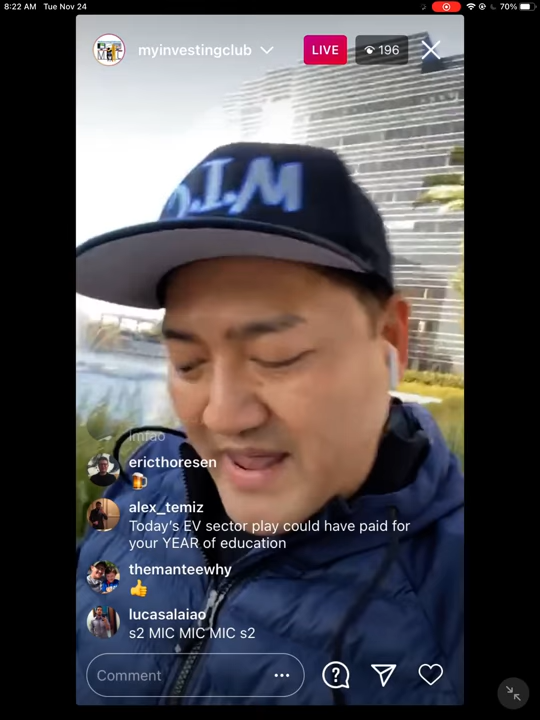 8:22 AM Tue Nov 24
70%
myinvestingclub
LIVE
196
M.I.C
lmfao
ericthoresen
alex_temiz
Today's EV sector play could have paid for
your YEAR of education
themanteewhy
lucasalaiao
s2 MIC MIC MIC s2
Comment